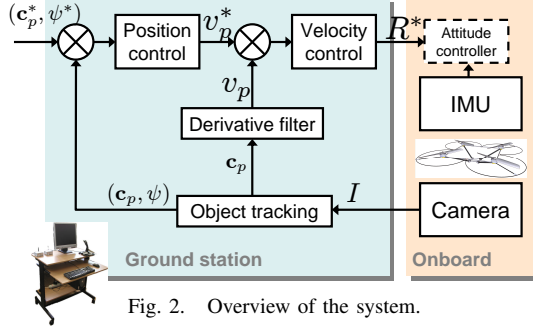 (c*ₚ, ψ*)
Position control
v*ₚ
Velocity control
R*
Attitude controller
IMU
vₚ
Derivative filter
cₚ
(cₚ, ψ)
Object tracking
I
Camera
Ground station
Onboard
Fig. 2. Overview of the system.